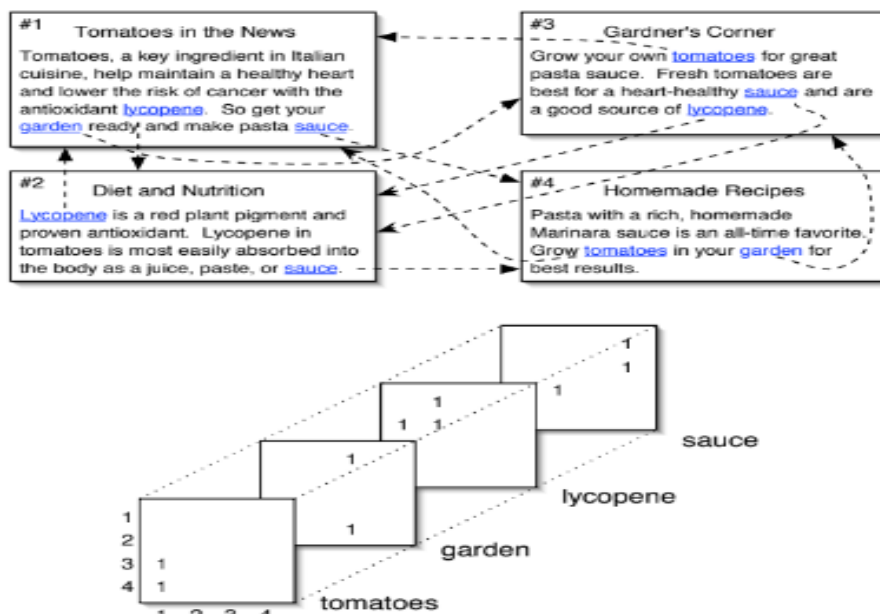 #1
Tomatoes in the News
Tomatoes, a key ingredient in Italian
cuisine, help maintain a healthy heart
and lower the risk of cancer with the
antioxidant lycopene. So get your
garden ready and make pasta sauce.
#3
Gardner's Corner
Grow your own tomatoes for great
pasta sauce. Fresh tomatoes are
best for a heart-healthy sauce and are
a good source of lycopene.
#2
Diet and Nutrition
Lycopene is a red plant pigment and
proven antioxidant. Lycopene in
tomatoes is most easily absorbed into
the body as a juice, paste, or sauce.
#4
Homemade Recipes
Pasta with a rich, homemade
Marinara sauce is an all-time favorite.
Grow tomatoes in your garden for
best results.
1
1
1
sauce
1
1 1
lycopene
1
1
garden
1
2
3 1
4 1
tomatoes
1 2 3 4